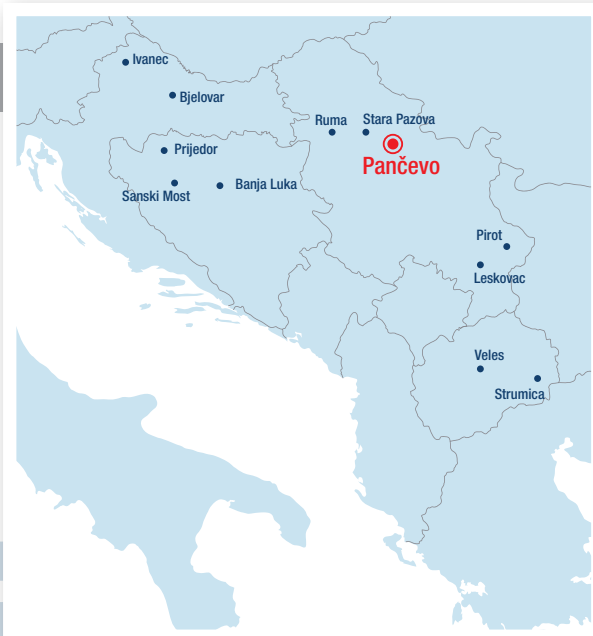 Ivanec
Bjelovar
Ruma
Stara Pazova
Pančevo
Prijedor
Sanski Most
Banja Luka
Pirot
Leskovac
Veles
Strumica